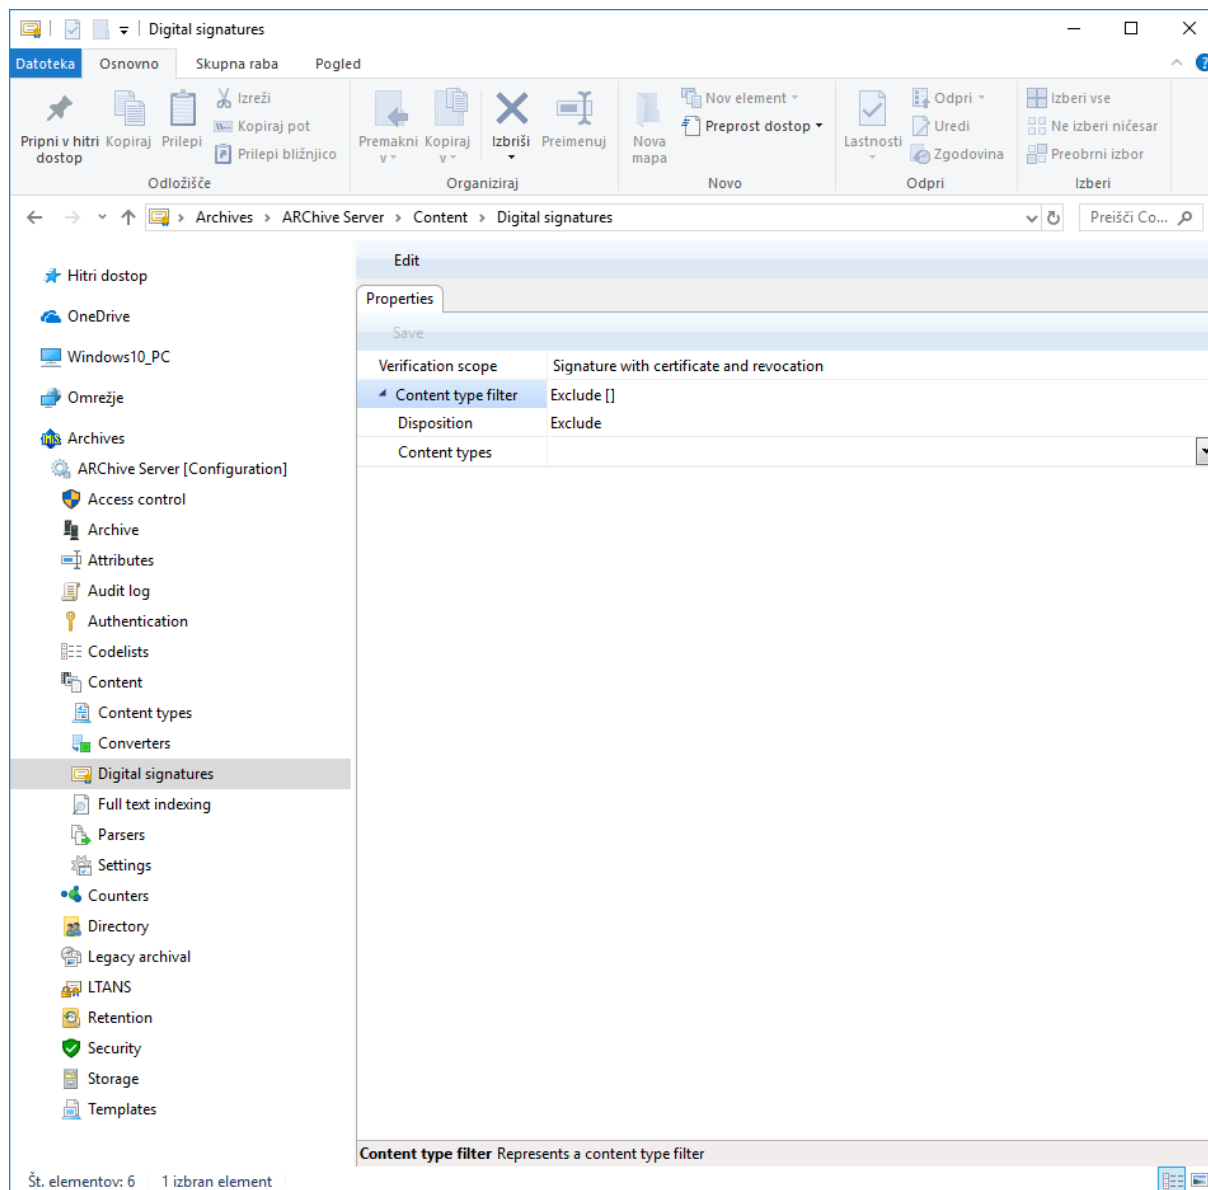 Digital signatures
Datoteka Osnovno Skupna raba Pogled
Pripni v hitri dostop
Kopiraj
Prilepi
Izreži
Kopiraj pot
Prilepi bližnjico
Odložišče
Premakni v
Kopiraj v
Izbriši
Preimenuj
Organiziraj
Nova mapa
Nov element
Preprost dostop
Novo
Lastnosti
Odpri
Uredi
Zgodovina
Odpri
Izberi vse
Ne izberi ničesar
Preobrni izbor
Izberi
Archives › ARChive Server › Content › Digital signatures
Preišči Co...
Hitri dostop
OneDrive
Windows10_PC
Omrežje
Archives
ARChive Server [Configuration]
Access control
Archive
Attributes
Audit log
Authentication
Codelists
Content
Content types
Converters
Digital signatures
Full text indexing
Parsers
Settings
Counters
Directory
Legacy archival
LTANS
Retention
Security
Storage
Templates
Edit
Properties
Save
Verification scope Signature with certificate and revocation
Content type filter Exclude []
Disposition Exclude
Content types
Content type filter Represents a content type filter
Št. elementov: 6 1 izbran element